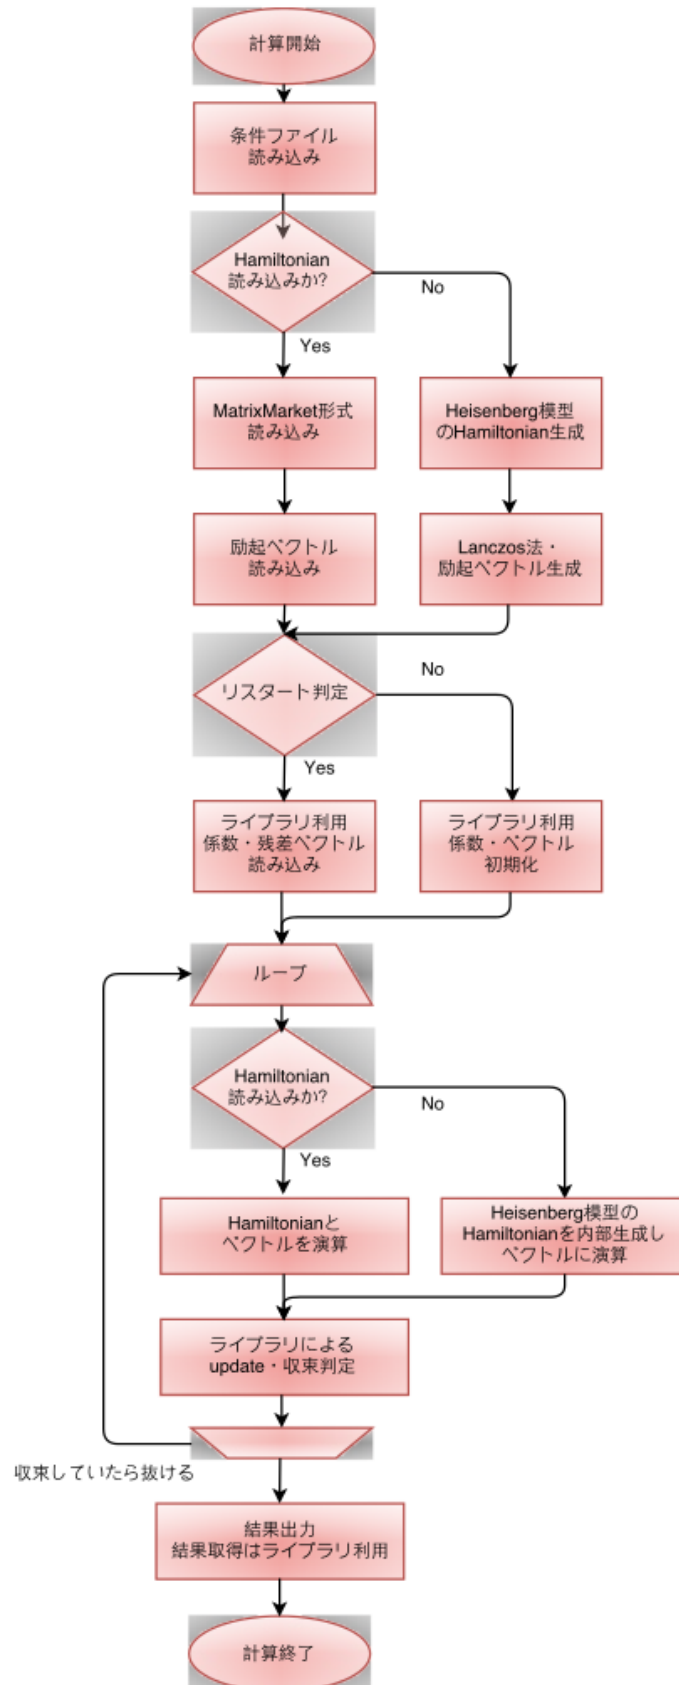 計算開始
条件ファイル
読み込み
Hamiltonian
読み込みか?
No
Yes
MatrixMarket形式
読み込み
Heisenberg模型
のHamiltonian生成
励起ベクトル
読み込み
Lanczos法・
励起ベクトル生成
リスタート判定
No
Yes
ライブラリ利用
係数・残差ベクトル
読み込み
ライブラリ利用
係数・ベクトル
初期化
ループ
Hamiltonian
読み込みか?
No
Yes
Hamiltonianと
ベクトルを演算
Heisenberg模型の
Hamiltonianを内部生成し
ベクトルに演算
ライブラリによる
update・収束判定
収束していたら抜ける
結果出力
結果取得はライブラリ利用
計算終了